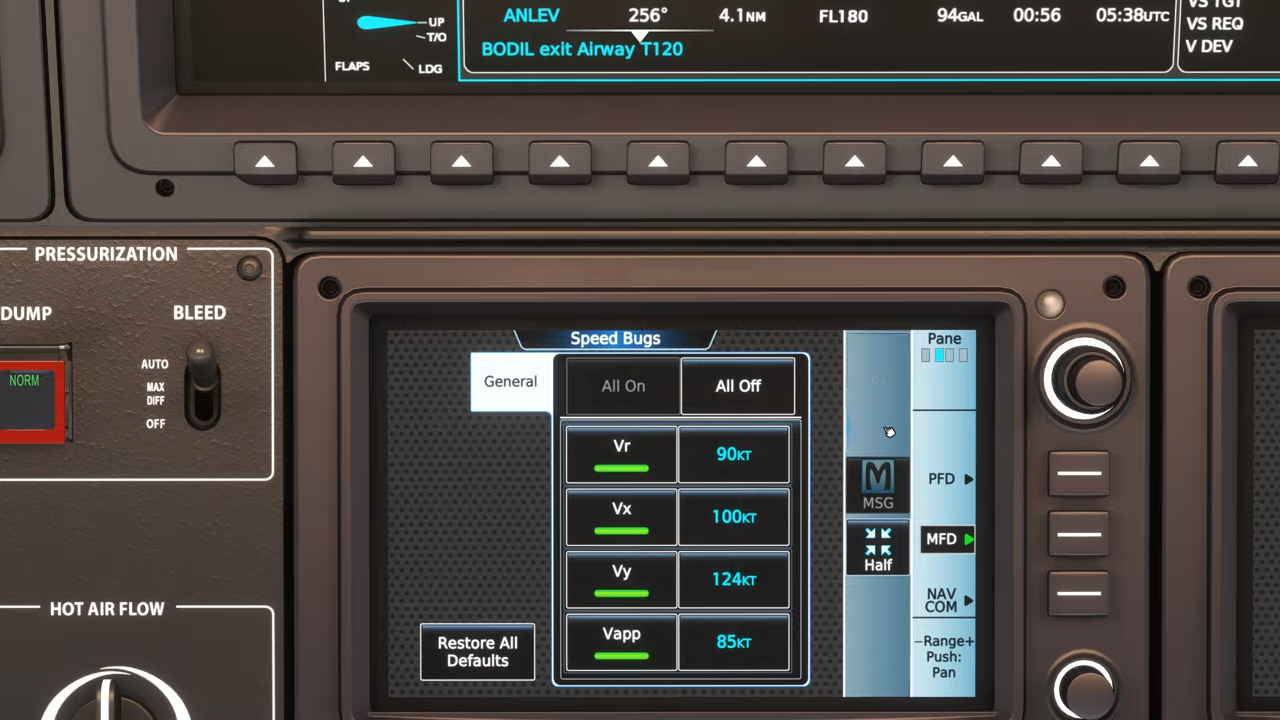 ANLEV 256° 4.1NM FL180 94GAL 00:56 05:38UTC
BODIL exit Airway T120
UP
T/O
FLAPS
LDG
VS REQ
V DEV
PRESSURIZATION
DUMP
BLEED
NORM
AUTO
MAX
DIFF
OFF
HOT AIR FLOW
Speed Bugs
General
All On
All Off
Vr 90KT
Vx 100KT
Vy 124KT
Vapp 85KT
Restore All
Defaults
MSG
Half
Pane
PFD
MFD
NAV
COM
−Range+
Push:
Pan